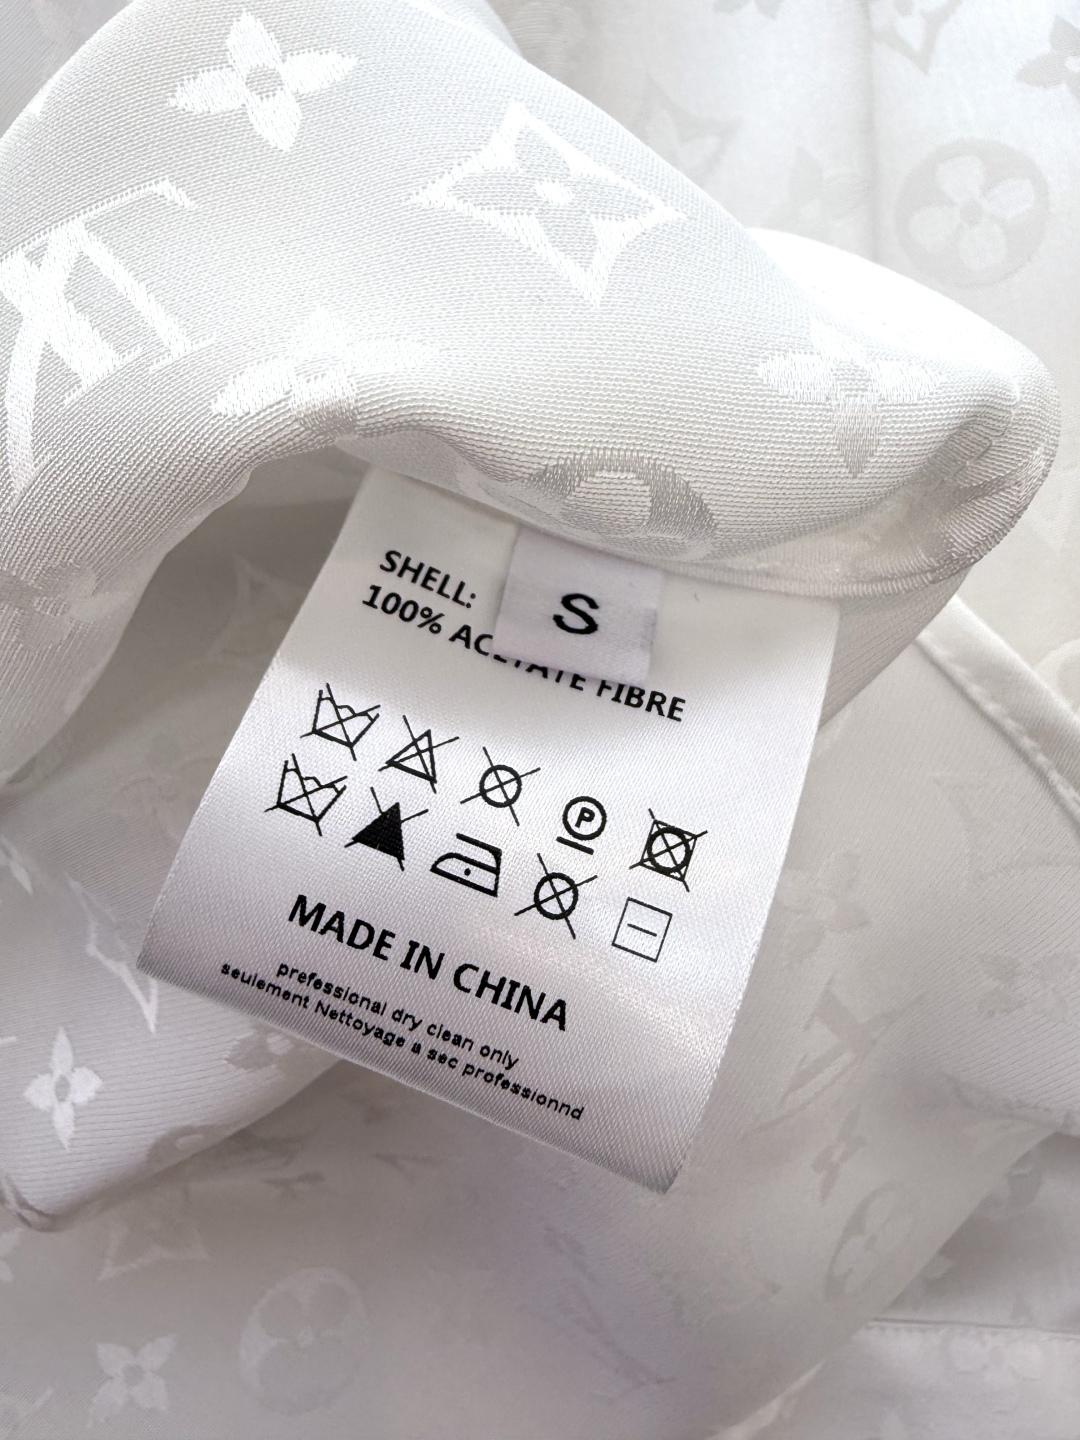 SHELL:
S
100% ACETATE FIBRE
P
MADE IN CHINA
prefessional dry clean only
seulement Nettoyage a sec professionnd